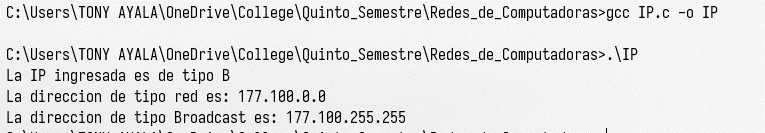 C:\Users\TONY AYALA\OneDrive\College\Quinto_Semestre\Redes_de_Computadoras>gcc IP.c -o IP
C:\Users\TONY AYALA\OneDrive\College\Quinto_Semestre\Redes_de_Computadoras>.\IP
La IP ingresada es de tipo B
La direccion de tipo red es: 177.100.0.0
La direccion de tipo Broadcast es: 177.100.255.255